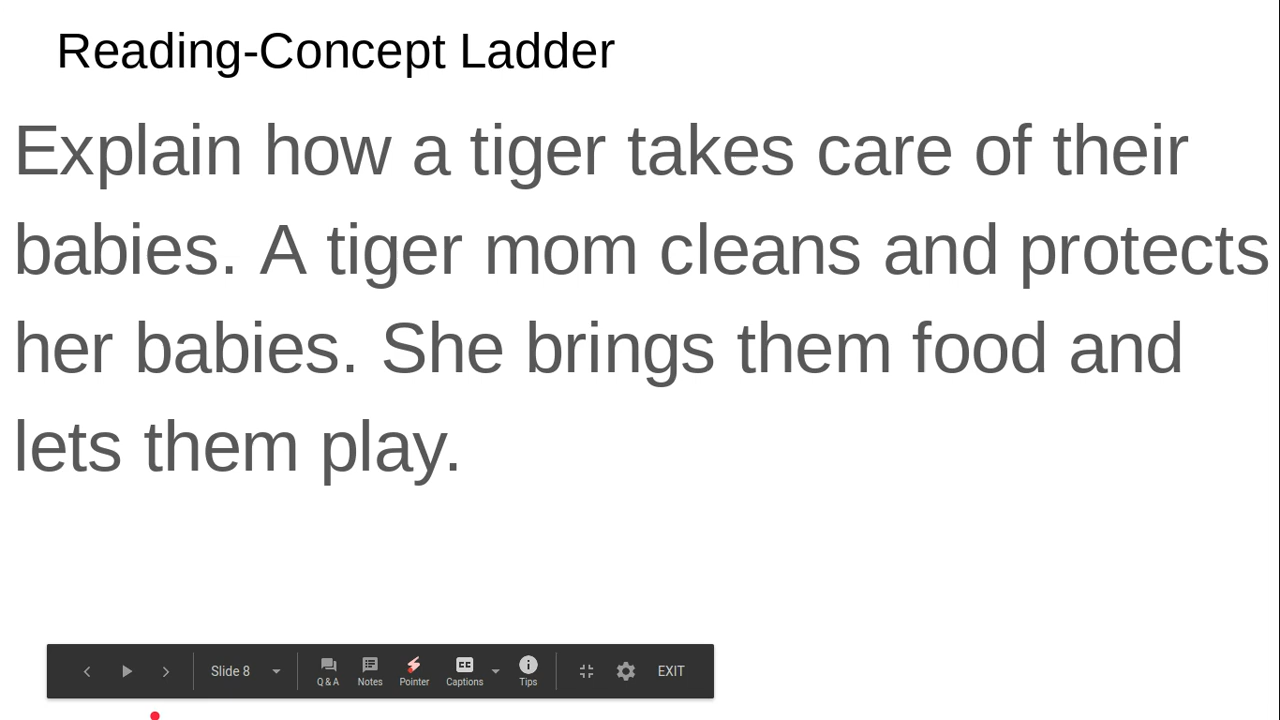 Reading-Concept Ladder
Explain how a tiger takes care of their
babies. A tiger mom cleans and protects
her babies. She brings them food and
lets them play.
Slide 8
Q & A Notes Pointer Captions Tips EXIT